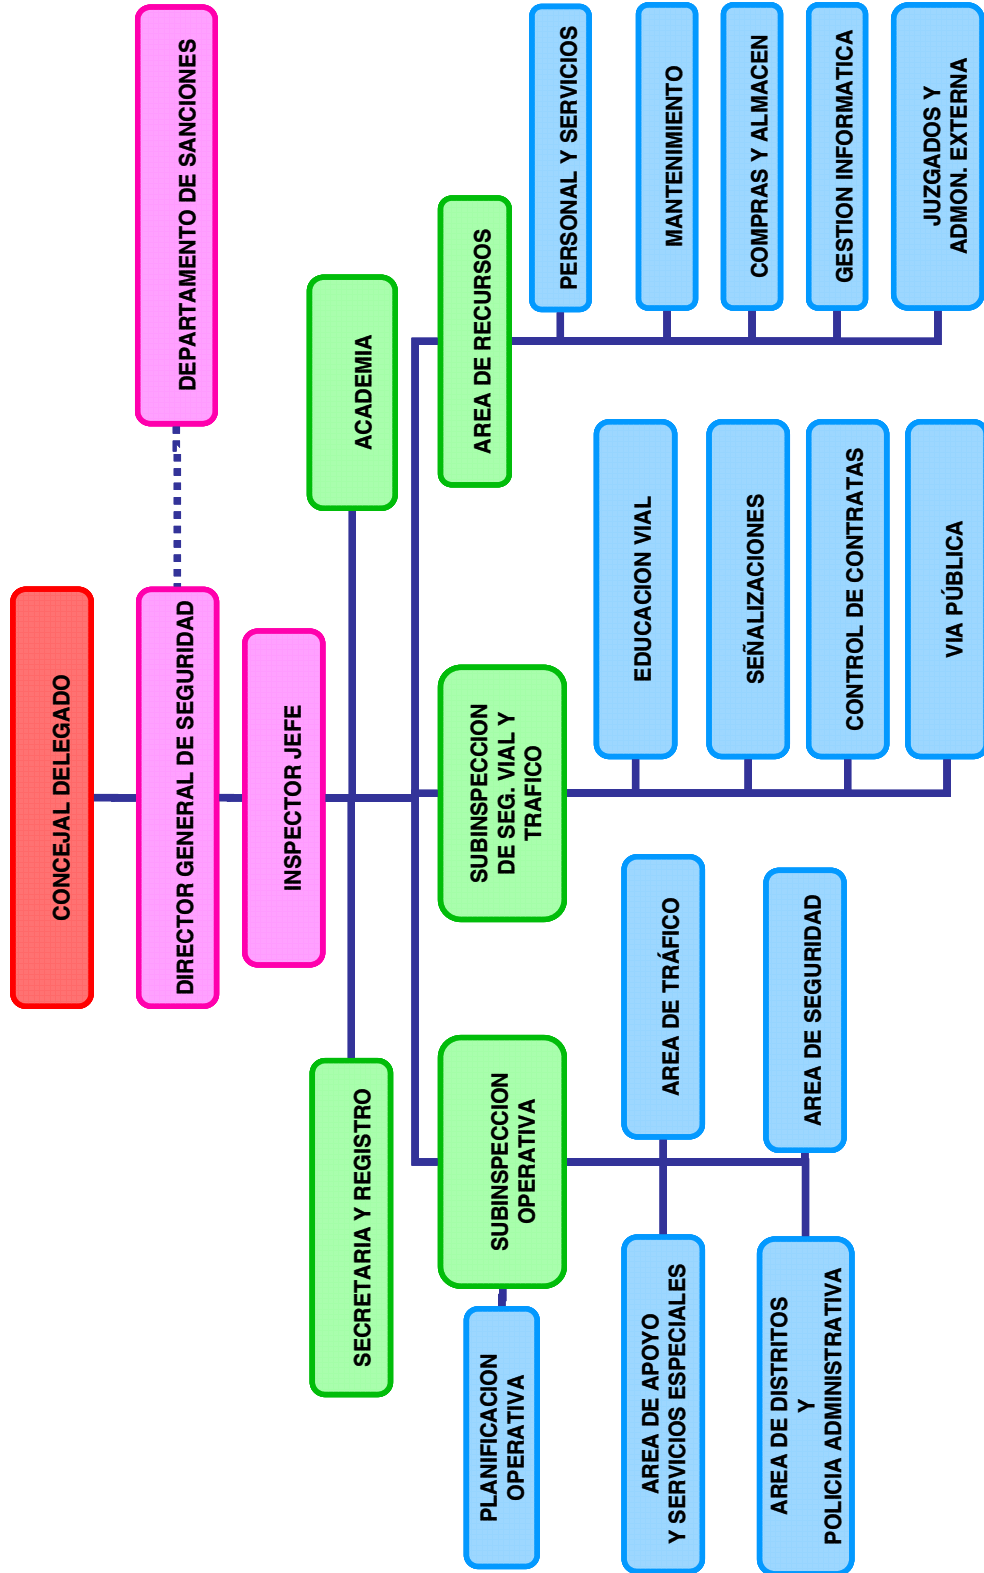 CONCEJAL DELEGADO
DIRECTOR GENERAL DE SEGURIDAD
DEPARTAMENTO DE SANCIONES
INSPECTOR JEFE
SECRETARIA Y REGISTRO
ACADEMIA
PLANIFICACION
OPERATIVA
SUBINSPECCION
OPERATIVA
SUBINSPECCION
DE SEG. VIAL Y
TRAFICO
AREA DE RECURSOS
AREA DE APOYO
Y SERVICIOS ESPECIALES
AREA DE TRÁFICO
AREA DE DISTRITOS
Y
POLICIA ADMINISTRATIVA
AREA DE SEGURIDAD
EDUCACION VIAL
SEÑALIZACIONES
CONTROL DE CONTRATAS
VIA PÚBLICA
PERSONAL Y SERVICIOS
MANTENIMIENTO
COMPRAS Y ALMACEN
GESTION INFORMATICA
JUZGADOS Y
ADMON. EXTERNA